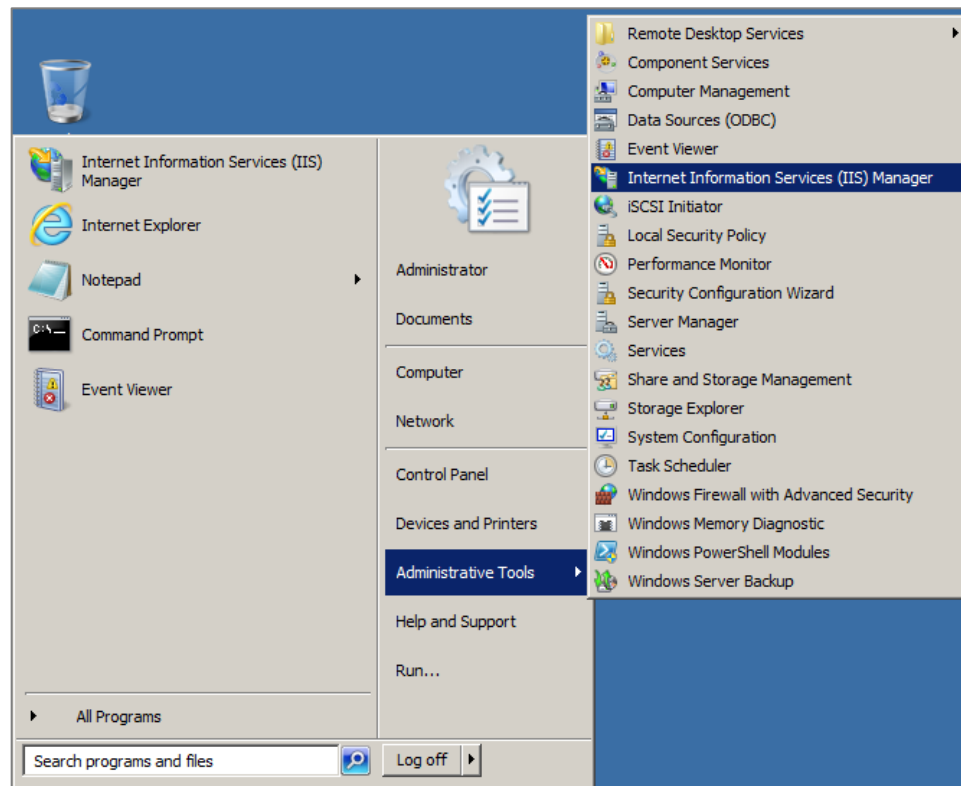 Internet Information Services (IIS)
Manager
Internet Explorer
Notepad
C:\
Command Prompt
Event Viewer
All Programs
Search programs and files
Administrator
Documents
Computer
Network
Control Panel
Devices and Printers
Administrative Tools
Help and Support
Run...
Log off
Remote Desktop Services
Component Services
Computer Management
Data Sources (ODBC)
Event Viewer
Internet Information Services (IIS) Manager
iSCSI Initiator
Local Security Policy
Performance Monitor
Security Configuration Wizard
Server Manager
Services
Share and Storage Management
Storage Explorer
System Configuration
Task Scheduler
Windows Firewall with Advanced Security
Windows Memory Diagnostic
Windows PowerShell Modules
Windows Server Backup